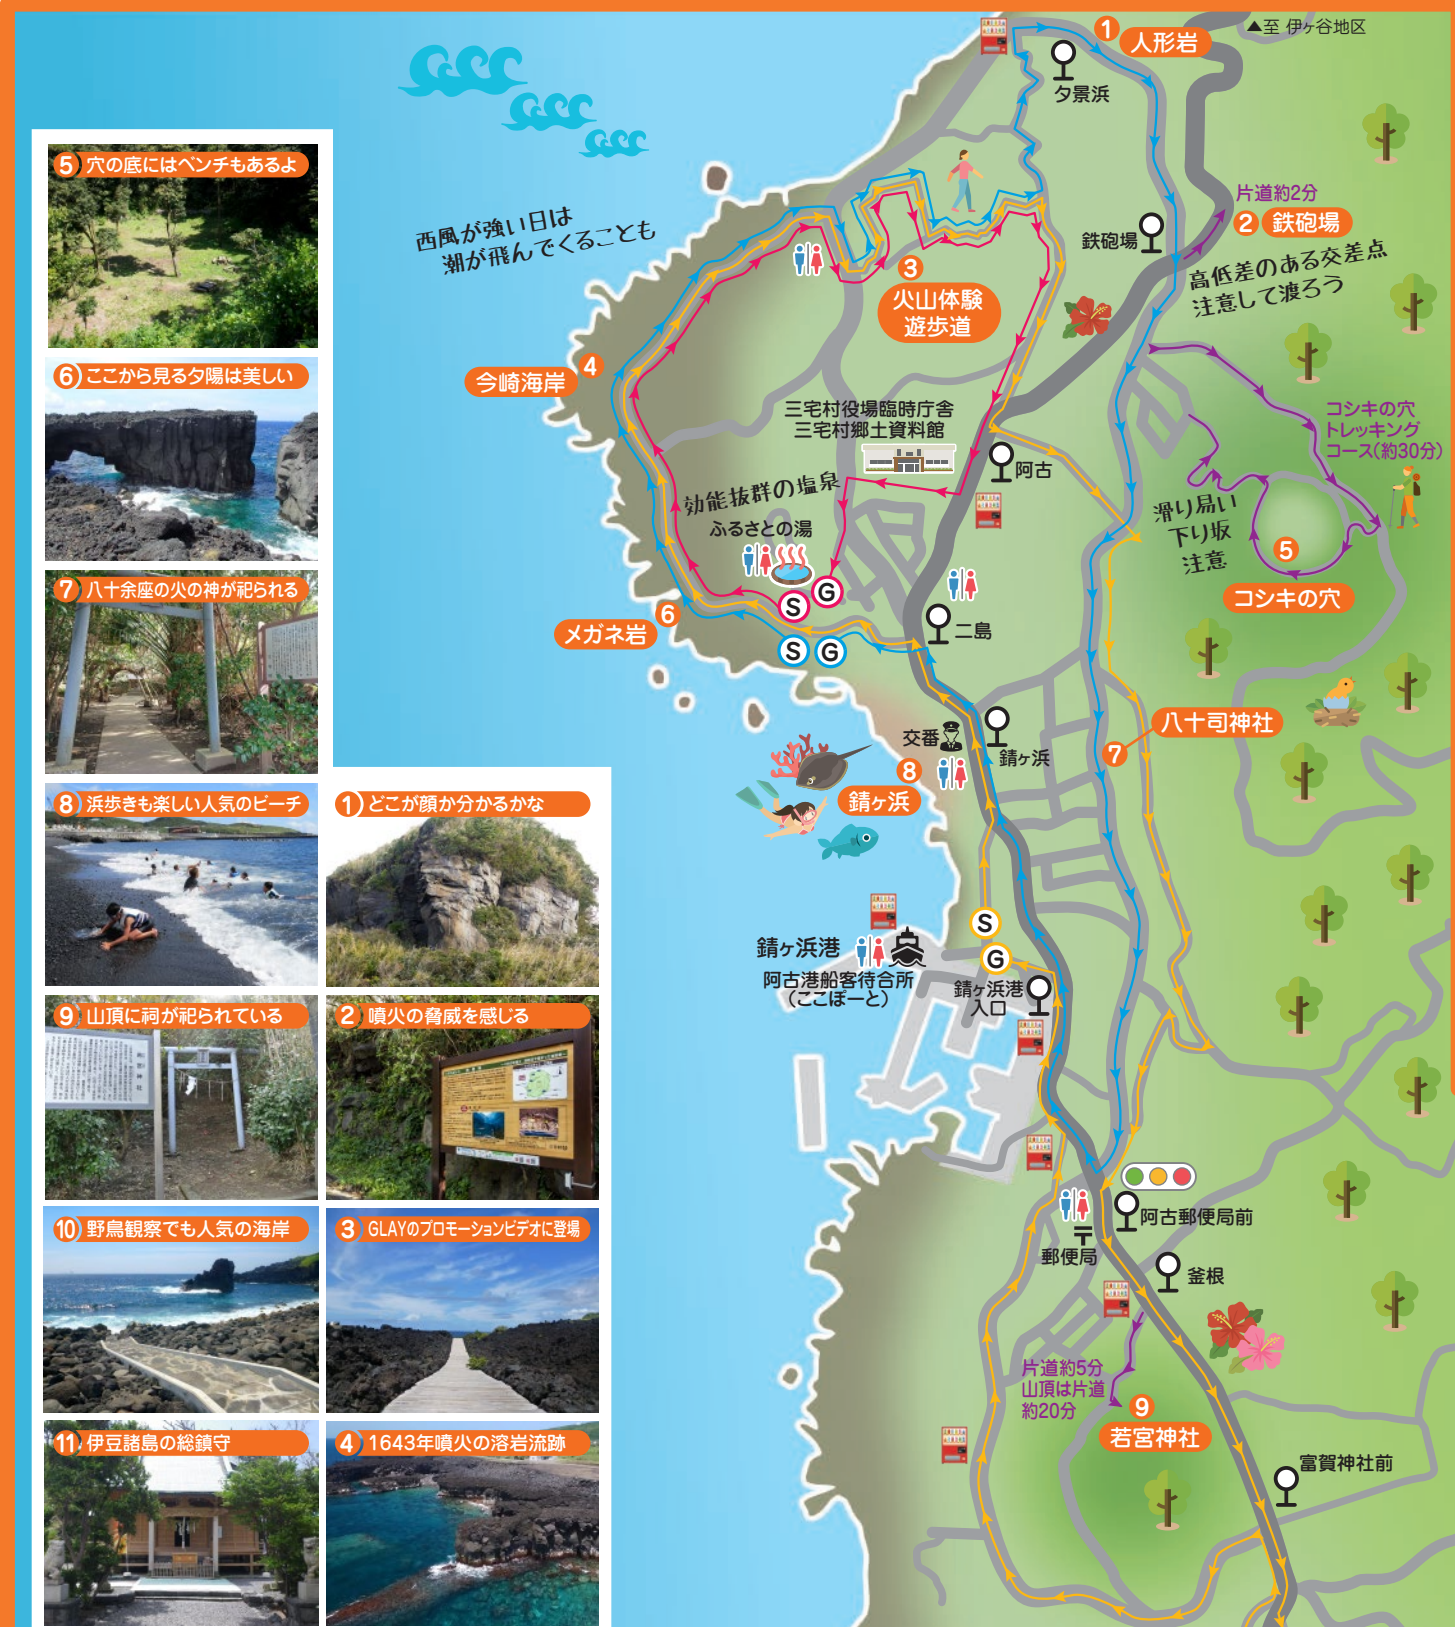 ▲至 伊ヶ谷地区
① 人形岩
夕景浜
片道約2分
② 鉄砲場
鉄砲場
高低差のある交差点
注意して渡ろう
西風が強い日は
潮が飛んでくることも
③
火山体験
遊歩道
④
今崎海岸
三宅村役場臨時庁舎
三宅村郷土資料館
阿古
コシキの穴
トレッキング
コース(約30分)
効能抜群の塩泉
ふるさとの湯
滑り易い
下り坂
注意
⑤
コシキの穴
S G
⑥
メガネ岩
S G
二島
八十司神社
⑦
交番
錆ヶ浜
⑧
錆ヶ浜
S
G
錆ヶ浜港
阿古港船客待合所
(ここぽーと)
錆ヶ浜港
入口
阿古郵便局前
〒
郵便局
釜根
片道約5分
山頂は片道
約20分
⑨
若宮神社
富賀神社前
⑤ 穴の底にはベンチもあるよ
⑥ ここから見る夕陽は美しい
⑦ 八十余座の火の神が祀られる
⑧ 浜歩きも楽しい人気のビーチ
⑨ 山頂に祠が祀られている
⑩ 野鳥観察でも人気の海岸
⑪ 伊豆諸島の総鎮守
① どこが顔か分かるかな
② 噴火の脅威を感じる
③ GLAYのプロモーションビデオに登場
④ 1643年噴火の溶岩流跡